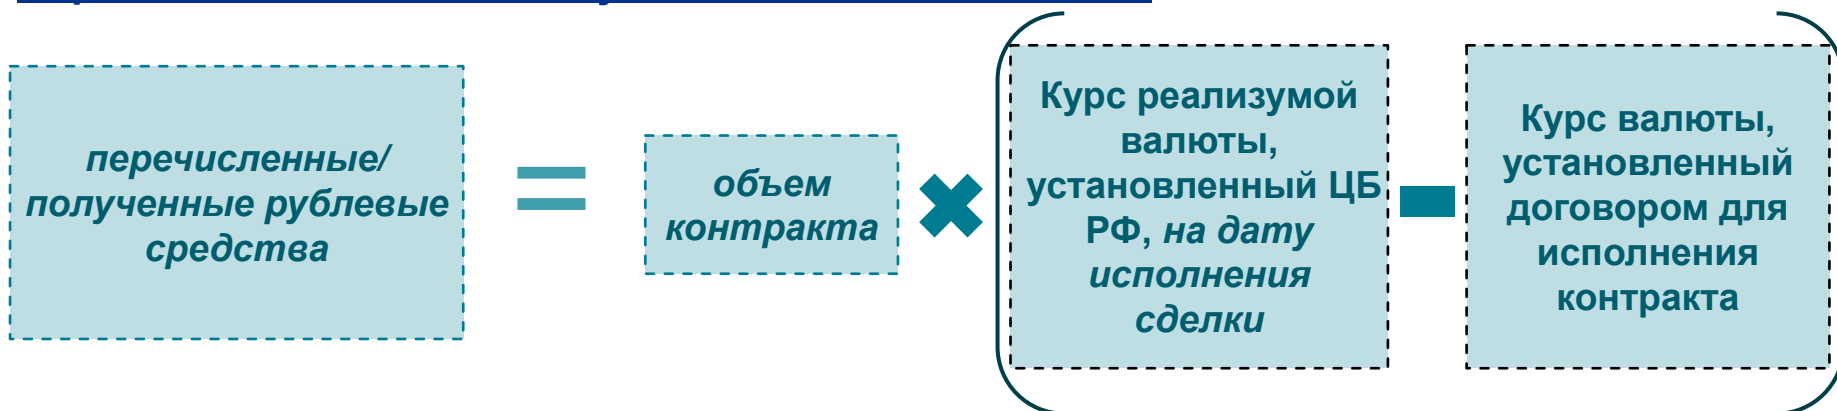 перечисленные/
полученные рублевые
средства
=
объем
контракта
✖
Курс реализумой
валюты,
установленный ЦБ
РФ, на дату
исполнения
сделки
-
Курс валюты,
установленный
договором для
исполнения
контракта